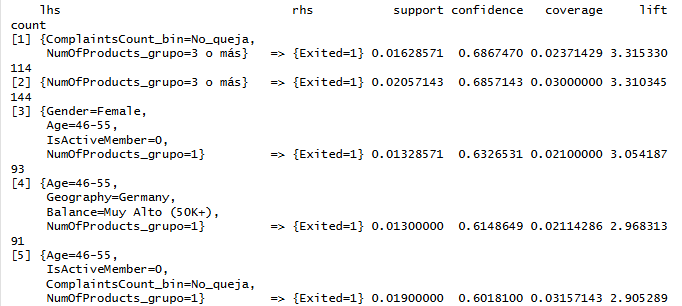 lhs rhs support confidence coverage lift
count
[1] {ComplaintsCount_bin=No_queja,
NumOfProducts_grupo=3 o más} => {Exited=1} 0.01628571 0.6867470 0.02371429 3.315330
114
[2] {NumOfProducts_grupo=3 o más} => {Exited=1} 0.02057143 0.6857143 0.03000000 3.310345
144
[3] {Gender=Female,
Age=46-55,
IsActiveMember=0,
NumOfProducts_grupo=1} => {Exited=1} 0.01328571 0.6326531 0.02100000 3.054187
93
[4] {Age=46-55,
Geography=Germany,
Balance=Muy Alto (50K+),
NumOfProducts_grupo=1} => {Exited=1} 0.01300000 0.6148649 0.02114286 2.968313
91
[5] {Age=46-55,
IsActiveMember=0,
ComplaintsCount_bin=No_queja,
NumOfProducts_grupo=1} => {Exited=1} 0.01900000 0.6018100 0.03157143 2.905289